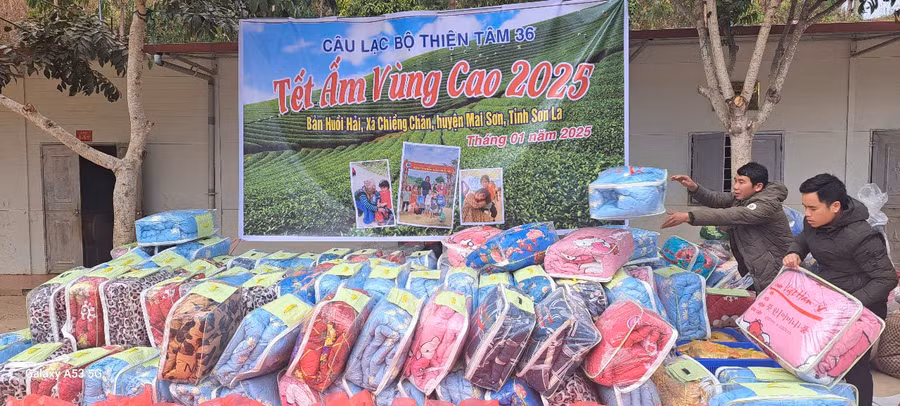 CÂU LẠC BỘ THIỆN TÂM 36
Tết Ấm Vùng Cao 2025
Bản Huổi Hải, Xã Chiềng Chăn, huyện Mai Sơn, Tỉnh Sơn La
Tháng 01 năm 2025
Galaxy A53 5G